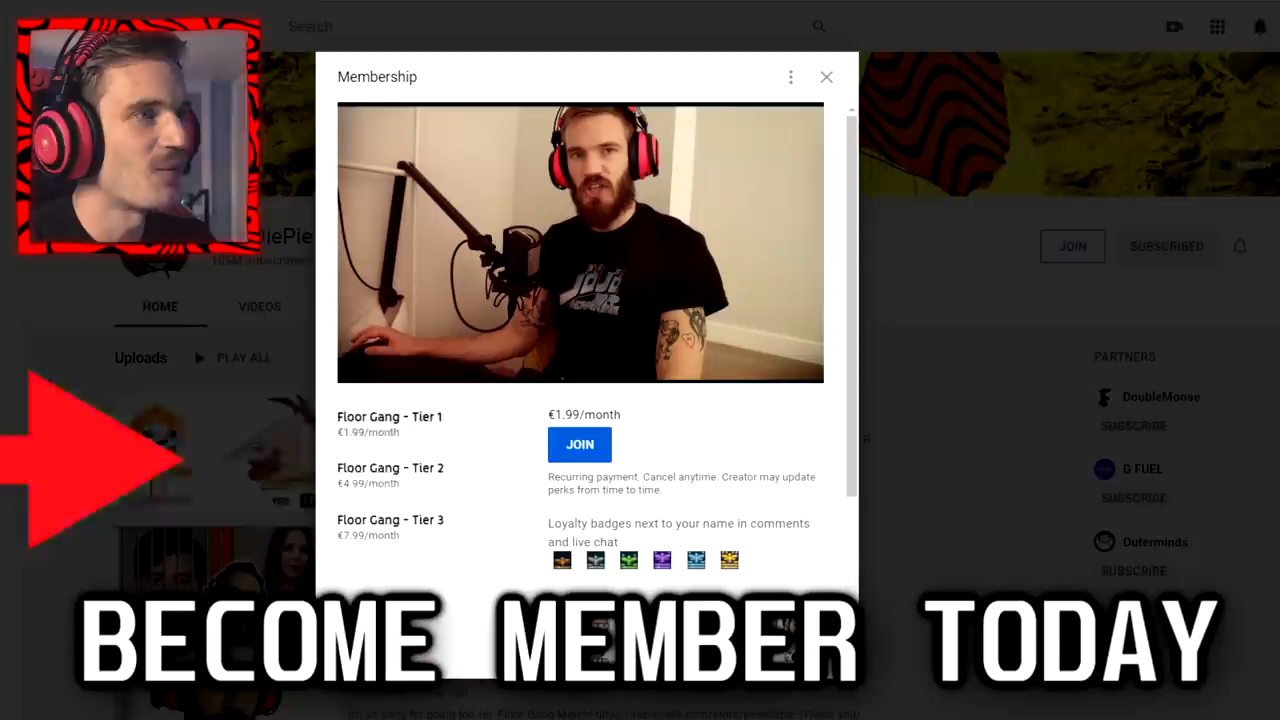 Search
Membership
DiePie
105M subscribers
JOIN
SUBSCRIBED
HOME
VIDEOS
Uploads
PLAY ALL
Floor Gang - Tier 1
€1.99/month
Floor Gang - Tier 2
€4.99/month
Floor Gang - Tier 3
€7.99/month
€1.99/month
JOIN
Recurring payment. Cancel anytime. Creator may update
perks from time to time.
Loyalty badges next to your name in comments
and live chat
PARTNERS
DoubleMoose
SUBSCRIBE
G FUEL
SUBSCRIBE
Outerminds
SUBSCRIBE
BECOME MEMBER TODAY